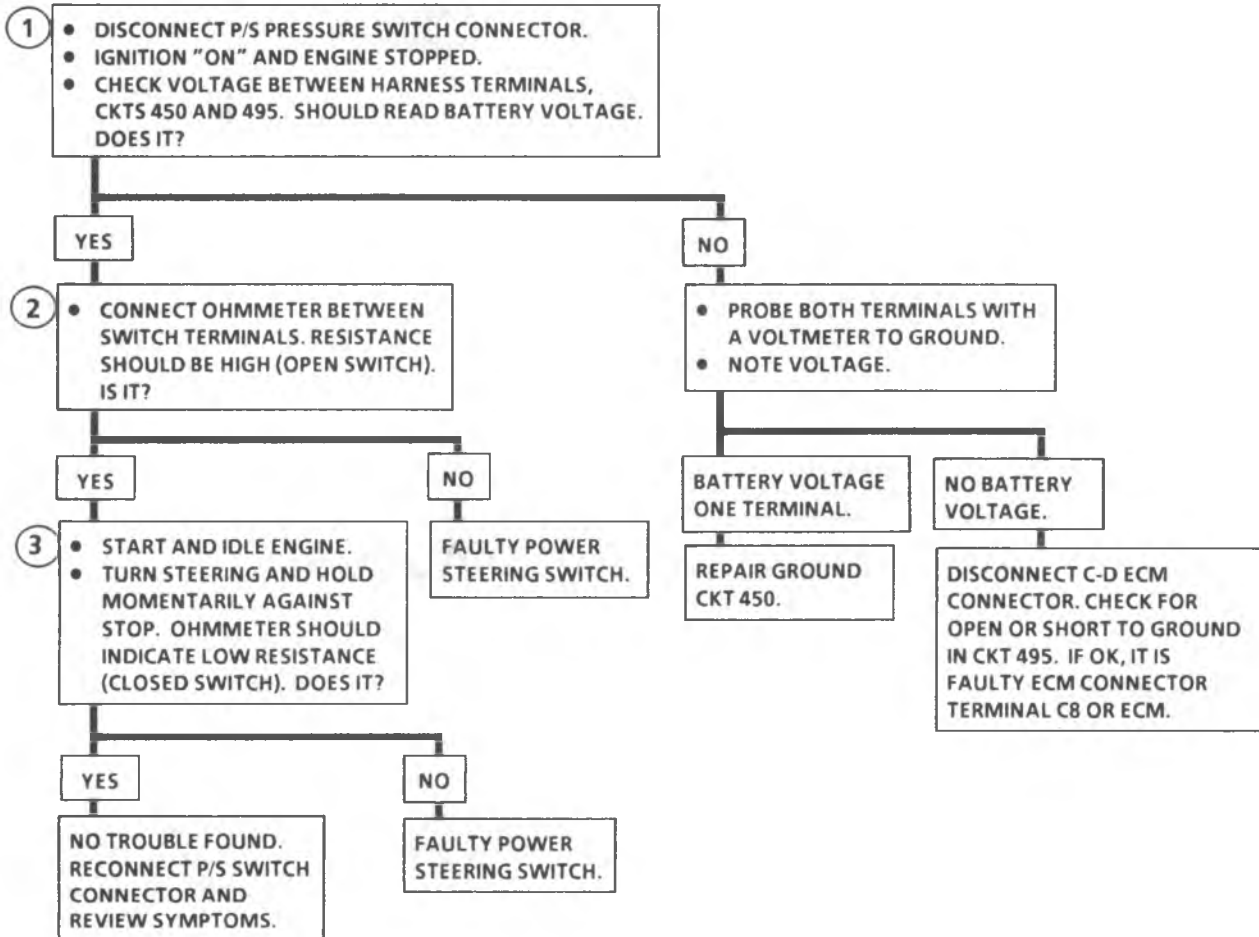 1
• DISCONNECT P/S PRESSURE SWITCH CONNECTOR.
• IGNITION "ON" AND ENGINE STOPPED.
• CHECK VOLTAGE BETWEEN HARNESS TERMINALS,
CKTS 450 AND 495. SHOULD READ BATTERY VOLTAGE.
DOES IT?
YES
NO
2
• CONNECT OHMMETER BETWEEN
SWITCH TERMINALS. RESISTANCE
SHOULD BE HIGH (OPEN SWITCH).
IS IT?
• PROBE BOTH TERMINALS WITH
A VOLTMETER TO GROUND.
• NOTE VOLTAGE.
YES
NO
BATTERY VOLTAGE
ONE TERMINAL.
NO BATTERY
VOLTAGE.
3
• START AND IDLE ENGINE.
• TURN STEERING AND HOLD
MOMENTARILY AGAINST
STOP. OHMMETER SHOULD
INDICATE LOW RESISTANCE
(CLOSED SWITCH). DOES IT?
FAULTY POWER
STEERING SWITCH.
REPAIR GROUND
CKT 450.
DISCONNECT C-D ECM
CONNECTOR. CHECK FOR
OPEN OR SHORT TO GROUND
IN CKT 495. IF OK, IT IS
FAULTY ECM CONNECTOR
TERMINAL C8 OR ECM.
YES
NO
NO TROUBLE FOUND.
RECONNECT P/S SWITCH
CONNECTOR AND
REVIEW SYMPTOMS.
FAULTY POWER
STEERING SWITCH.